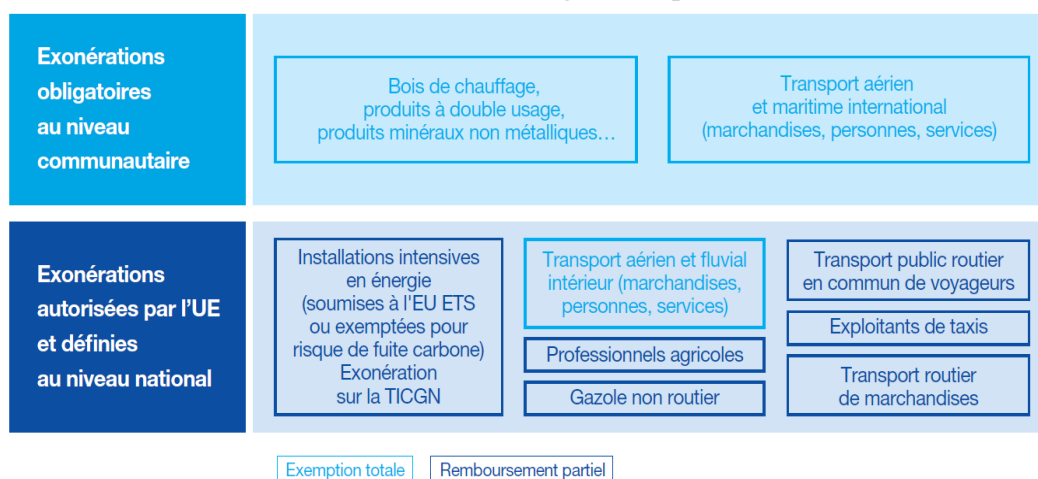 Exonérations
obligatoires
au niveau
communautaire
Bois de chauffage,
produits à double usage,
produits minéraux non métalliques…
Transport aérien
et maritime international
(marchandises, personnes, services)
Exonérations
autorisées par l'UE
et définies
au niveau national
Installations intensives
en énergie
(soumises à l'EU ETS
ou exemptées pour
risque de fuite carbone)
Exonération
sur la TICGN
Transport aérien et fluvial
intérieur (marchandises,
personnes, services)
Professionnels agricoles
Gazole non routier
Transport public routier
en commun de voyageurs
Exploitants de taxis
Transport routier
de marchandises
Exemption totale
Remboursement partiel